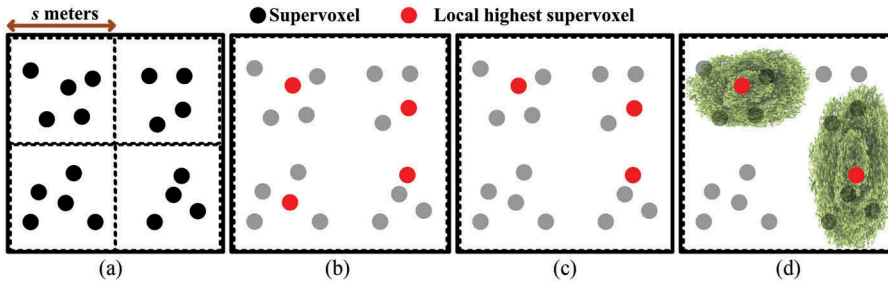 s meters
Supervoxel
Local highest supervoxel
(a)
(b)
(c)
(d)